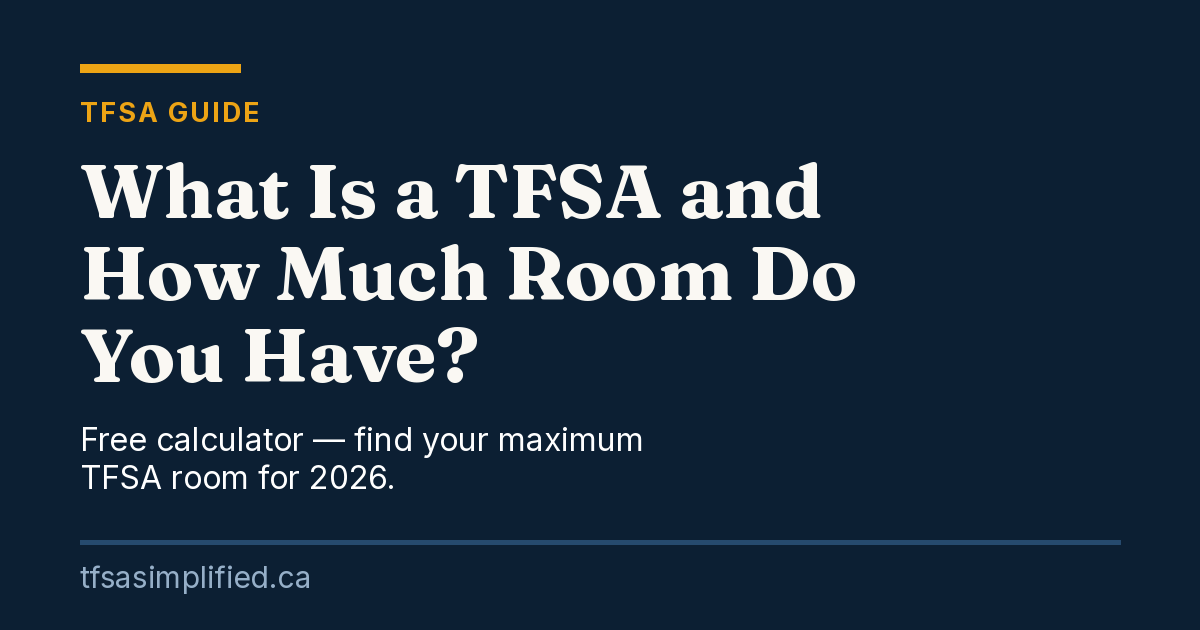 TFSA GUIDE
What Is a TFSA and
How Much Room Do
You Have?
Free calculator — find your maximum
TFSA room for 2026.
tfsasimplified.ca